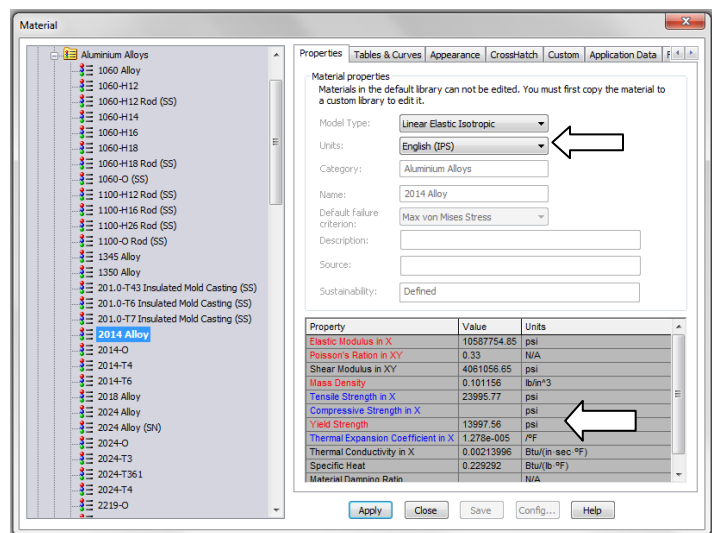 Material
Aluminium Alloys
1060 Alloy
1060-H12
1060-H12 Rod (SS)
1060-H14
1060-H16
1060-H18
1060-H18 Rod (SS)
1060-O (SS)
1100-H12 Rod (SS)
1100-H16 Rod (SS)
1100-H26 Rod (SS)
1100-O Rod (SS)
1345 Alloy
1350 Alloy
201.0-T43 Insulated Mold Casting (SS)
201.0-T6 Insulated Mold Casting (SS)
201.0-T7 Insulated Mold Casting (SS)
2014 Alloy
2014-O
2014-T4
2014-T6
2018 Alloy
2024 Alloy
2024 Alloy (SN)
2024-O
2024-T3
2024-T361
2024-T4
2219-O
Properties Tables & Curves Appearance CrossHatch Custom Application Data
Material properties
Materials in the default library can not be edited. You must first copy the material to
a custom library to edit it.
Model Type: Linear Elastic Isotropic
Units: English (IPS)
Category: Aluminium Alloys
Name: 2014 Alloy
Default failure
criterion: Max von Mises Stress
Description:
Source:
Sustainability: Defined
Property Value Units
Elastic Modulus in X 10587754.85 psi
Poisson's Ration in XY 0.33 N/A
Shear Modulus in XY 4061056.65 psi
Mass Density 0.101156 lb/in^3
Tensile Strength in X 23995.77 psi
Compressive Strength in X psi
Yield Strength 13997.56 psi
Thermal Expansion Coefficient in X 1.278e-005 /°F
Thermal Conductivity in X 0.00213996 Btu/(in·sec·°F)
Specific Heat 0.229292 Btu/(lb·°F)
Material Damping Ratio N/A
Apply Close Save Config... Help